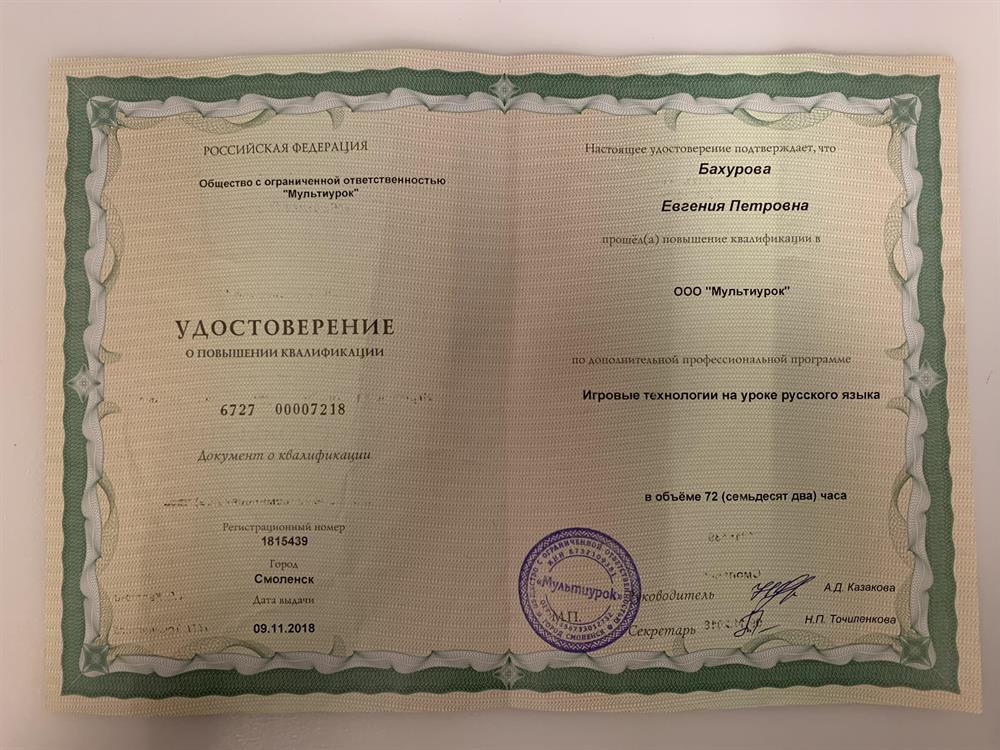 РОССИЙСКАЯ ФЕДЕРАЦИЯ
Общество с ограниченной ответственностью
"Мультиурок"
УДОСТОВЕРЕНИЕ
О ПОВЫШЕНИИ КВАЛИФИКАЦИИ
6727 00007218
Документ о квалификации
Регистрационный номер
1815439
Город
Смоленск
Дата выдачи
09.11.2018
Настоящее удостоверение подтверждает, что
Бахурова
Евгения Петровна
прошёл(а) повышение квалификации в
ООО "Мультиурок"
по дополнительной профессиональной программе
Игровые технологии на уроке русского языка
в объёме 72 (семьдесят два) часа
«Мультиурок»
М.П.
Руководитель
А.Д. Казакова
Секретарь
Н.П. Точиленкова